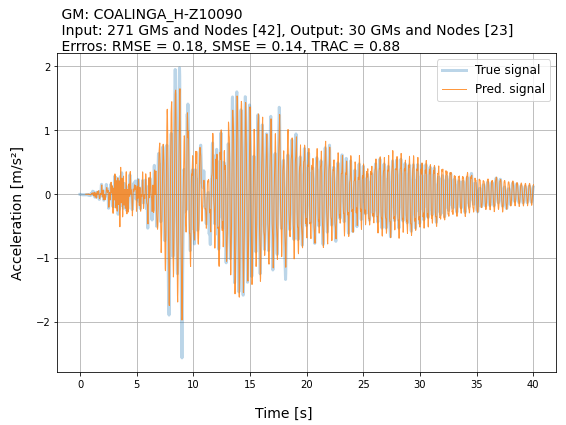 GM: COALINGA_H-Z10090
Input: 271 GMs and Nodes [42], Output: 30 GMs and Nodes [23]
Erros: RMSE = 0.18, SMSE = 0.14, TRAC = 0.88
True signal
Pred. signal
2
1
0
−1
−2
Acceleration [m/s²]
0 5 10 15 20 25 30 35 40
Time [s]